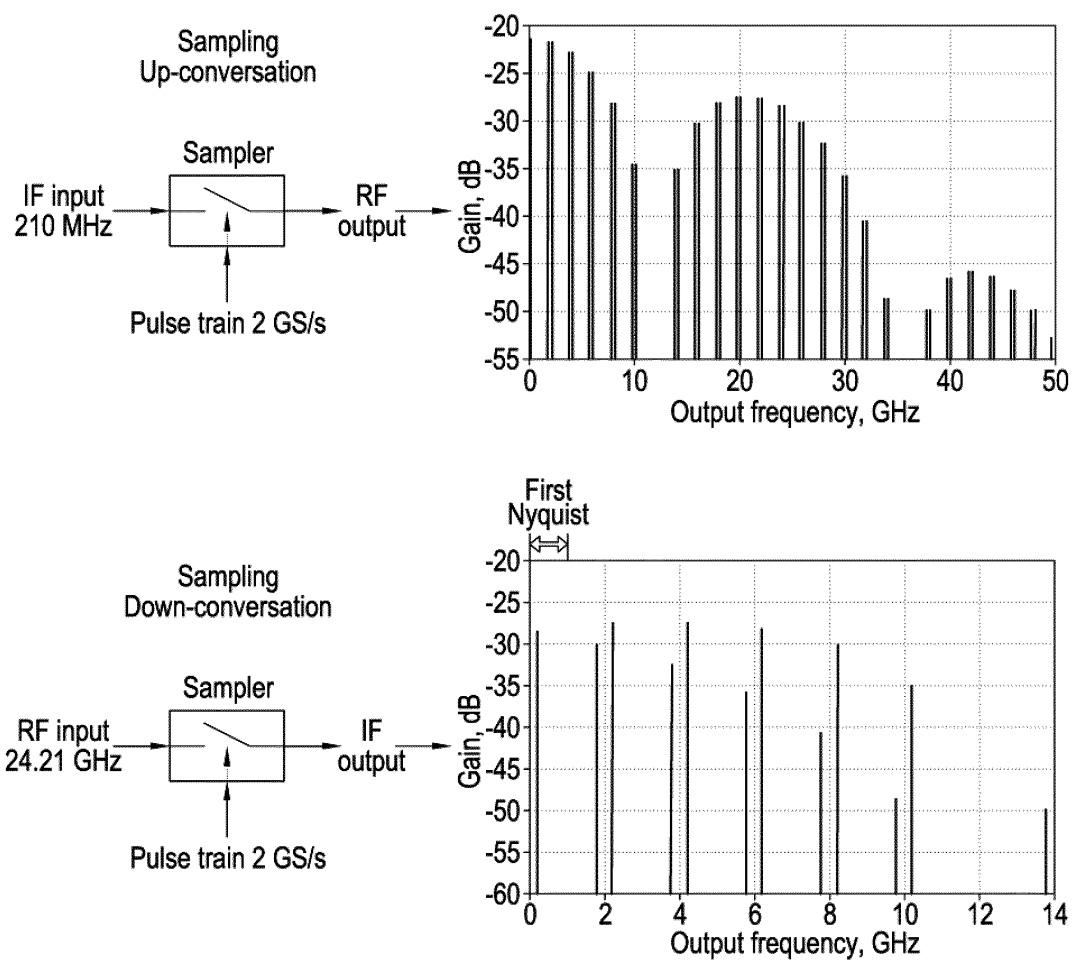 Sampling
Up-conversation
Sampler
IF input
210 MHz
RF
output
Pulse train 2 GS/s
Gain, dB
-20
-25
-30
-35
-40
-45
-50
-55
0 10 20 30 40 50
Output frequency, GHz
First
Nyquist
Sampling
Down-conversation
Sampler
RF input
24.21 GHz
IF
output
Pulse train 2 GS/s
Gain, dB
-20
-25
-30
-35
-40
-45
-50
-55
-60
0 2 4 6 8 10 12 14
Output frequency, GHz